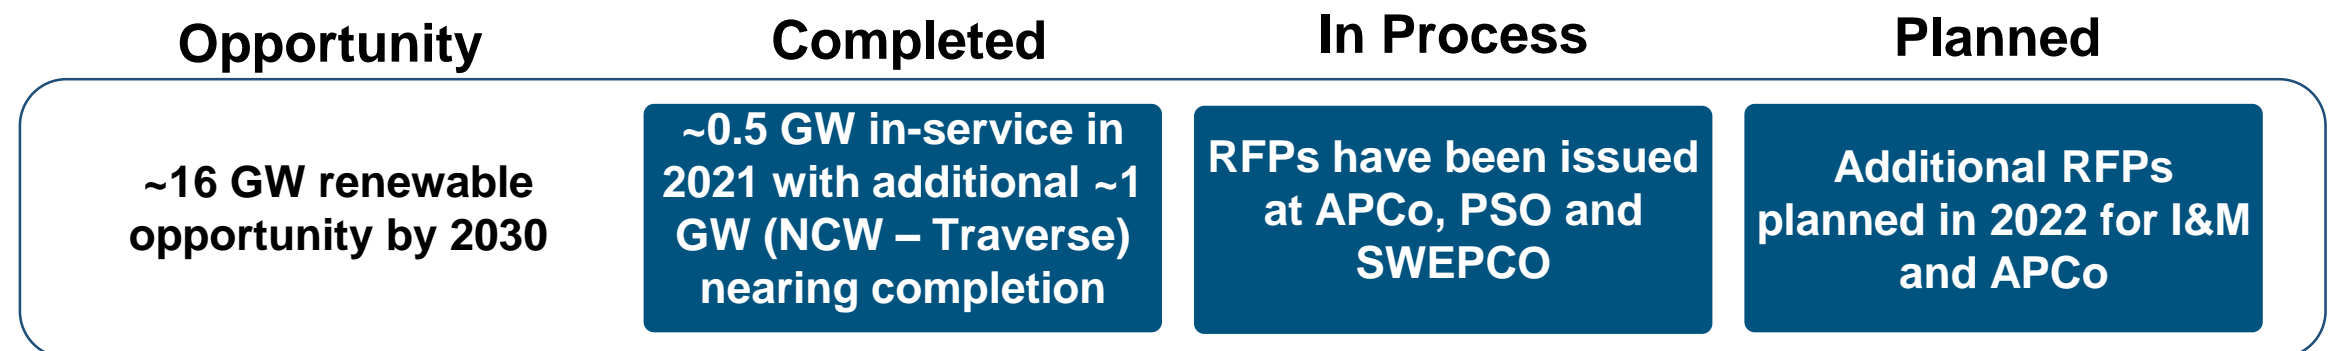 Opportunity
Completed
In Process
Planned
~16 GW renewable
opportunity by 2030
~0.5 GW in-service in
2021 with additional ~1
GW (NCW – Traverse)
nearing completion
RFPs have been issued
at APCo, PSO and
SWEPCO
Additional RFPs
planned in 2022 for I&M
and APCo